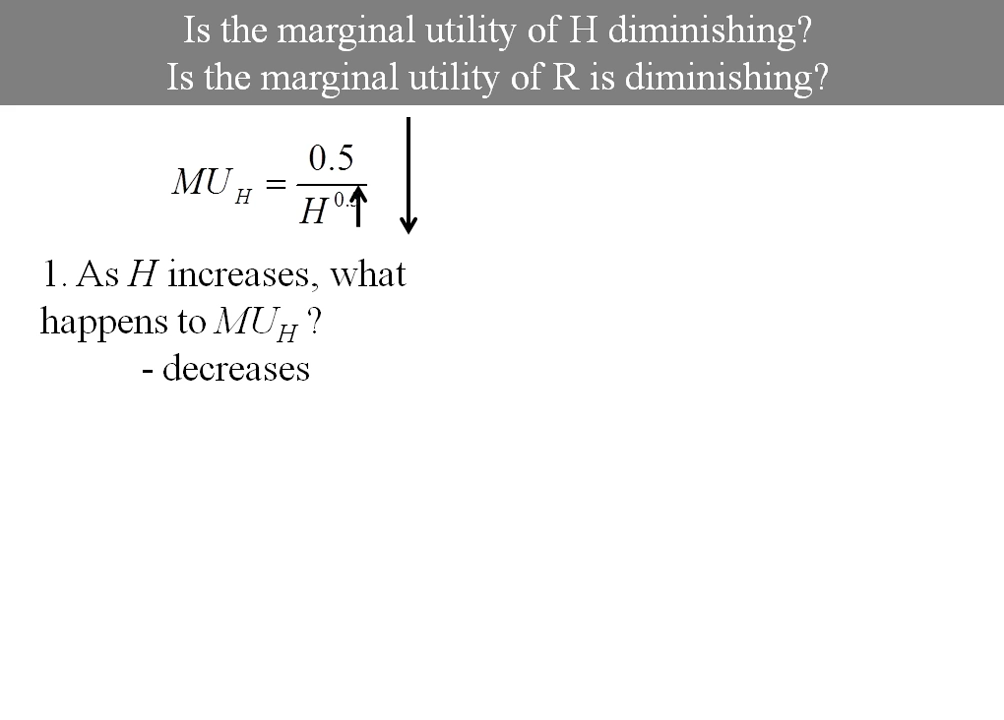 Is the marginal utility of H diminishing?
Is the marginal utility of R is diminishing?
MU_H = 0.5 / H^0.
1. As H increases, what
happens to MU_H ?
- decreases